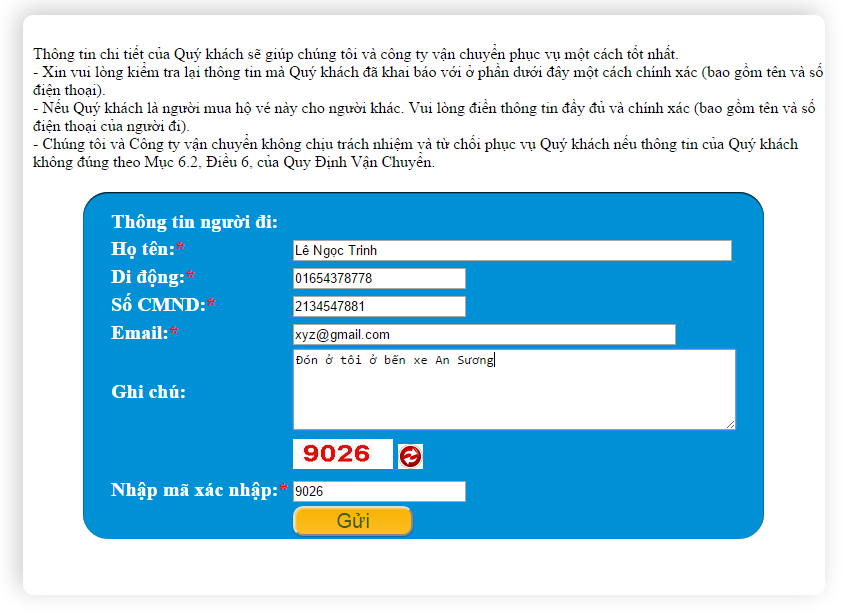 Thông tin chi tiết của Quý khách sẽ giúp chúng tôi và công ty vận chuyển phục vụ một cách tốt nhất.
- Xin vui lòng kiểm tra lại thông tin mà Quý khách đã khai báo với ở phần dưới đây một cách chính xác (bao gồm tên và số
điện thoại).
- Nếu Quý khách là người mua hộ vé này cho người khác. Vui lòng điền thông tin đầy đủ và chính xác (bao gồm tên và số
điện thoại của người đi).
- Chúng tôi và Công ty vận chuyển không chịu trách nhiệm và từ chối phục vụ Quý khách nếu thông tin của Quý khách
không đúng theo Mục 6.2, Điều 6, của Quy Định Vận Chuyển.
Thông tin người đi:
Họ tên:* Lê Ngọc Trinh
Di động:* 01654378778
Số CMND:* 2134547881
Email:* xyz@gmail.com
Ghi chú: Đón ở tôi ở bến xe An Sương
9026
Nhập mã xác nhập:* 9026
Gửi